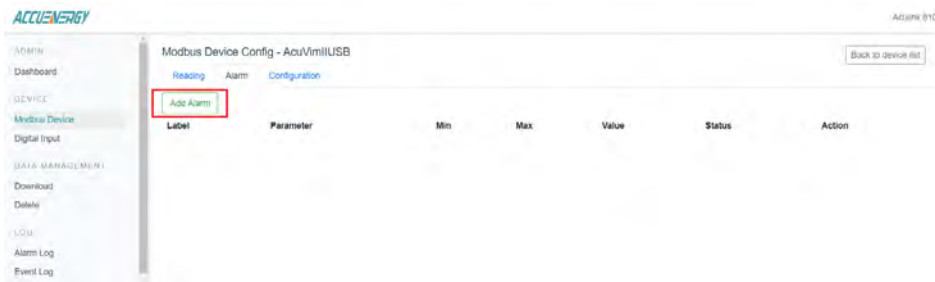 ACCUENERGY
AcuLink 810
ADMIN
Dashboard
DEVICE
Modbus Device
Digital Input
DATA MANAGEMENT
Download
Delete
LOG
Alarm Log
Event Log
Modbus Device Config - AcuVimIIUSB
Back to device list
Reading Alarm Configuration
Add Alarm
Label Parameter Min Max Value Status Action